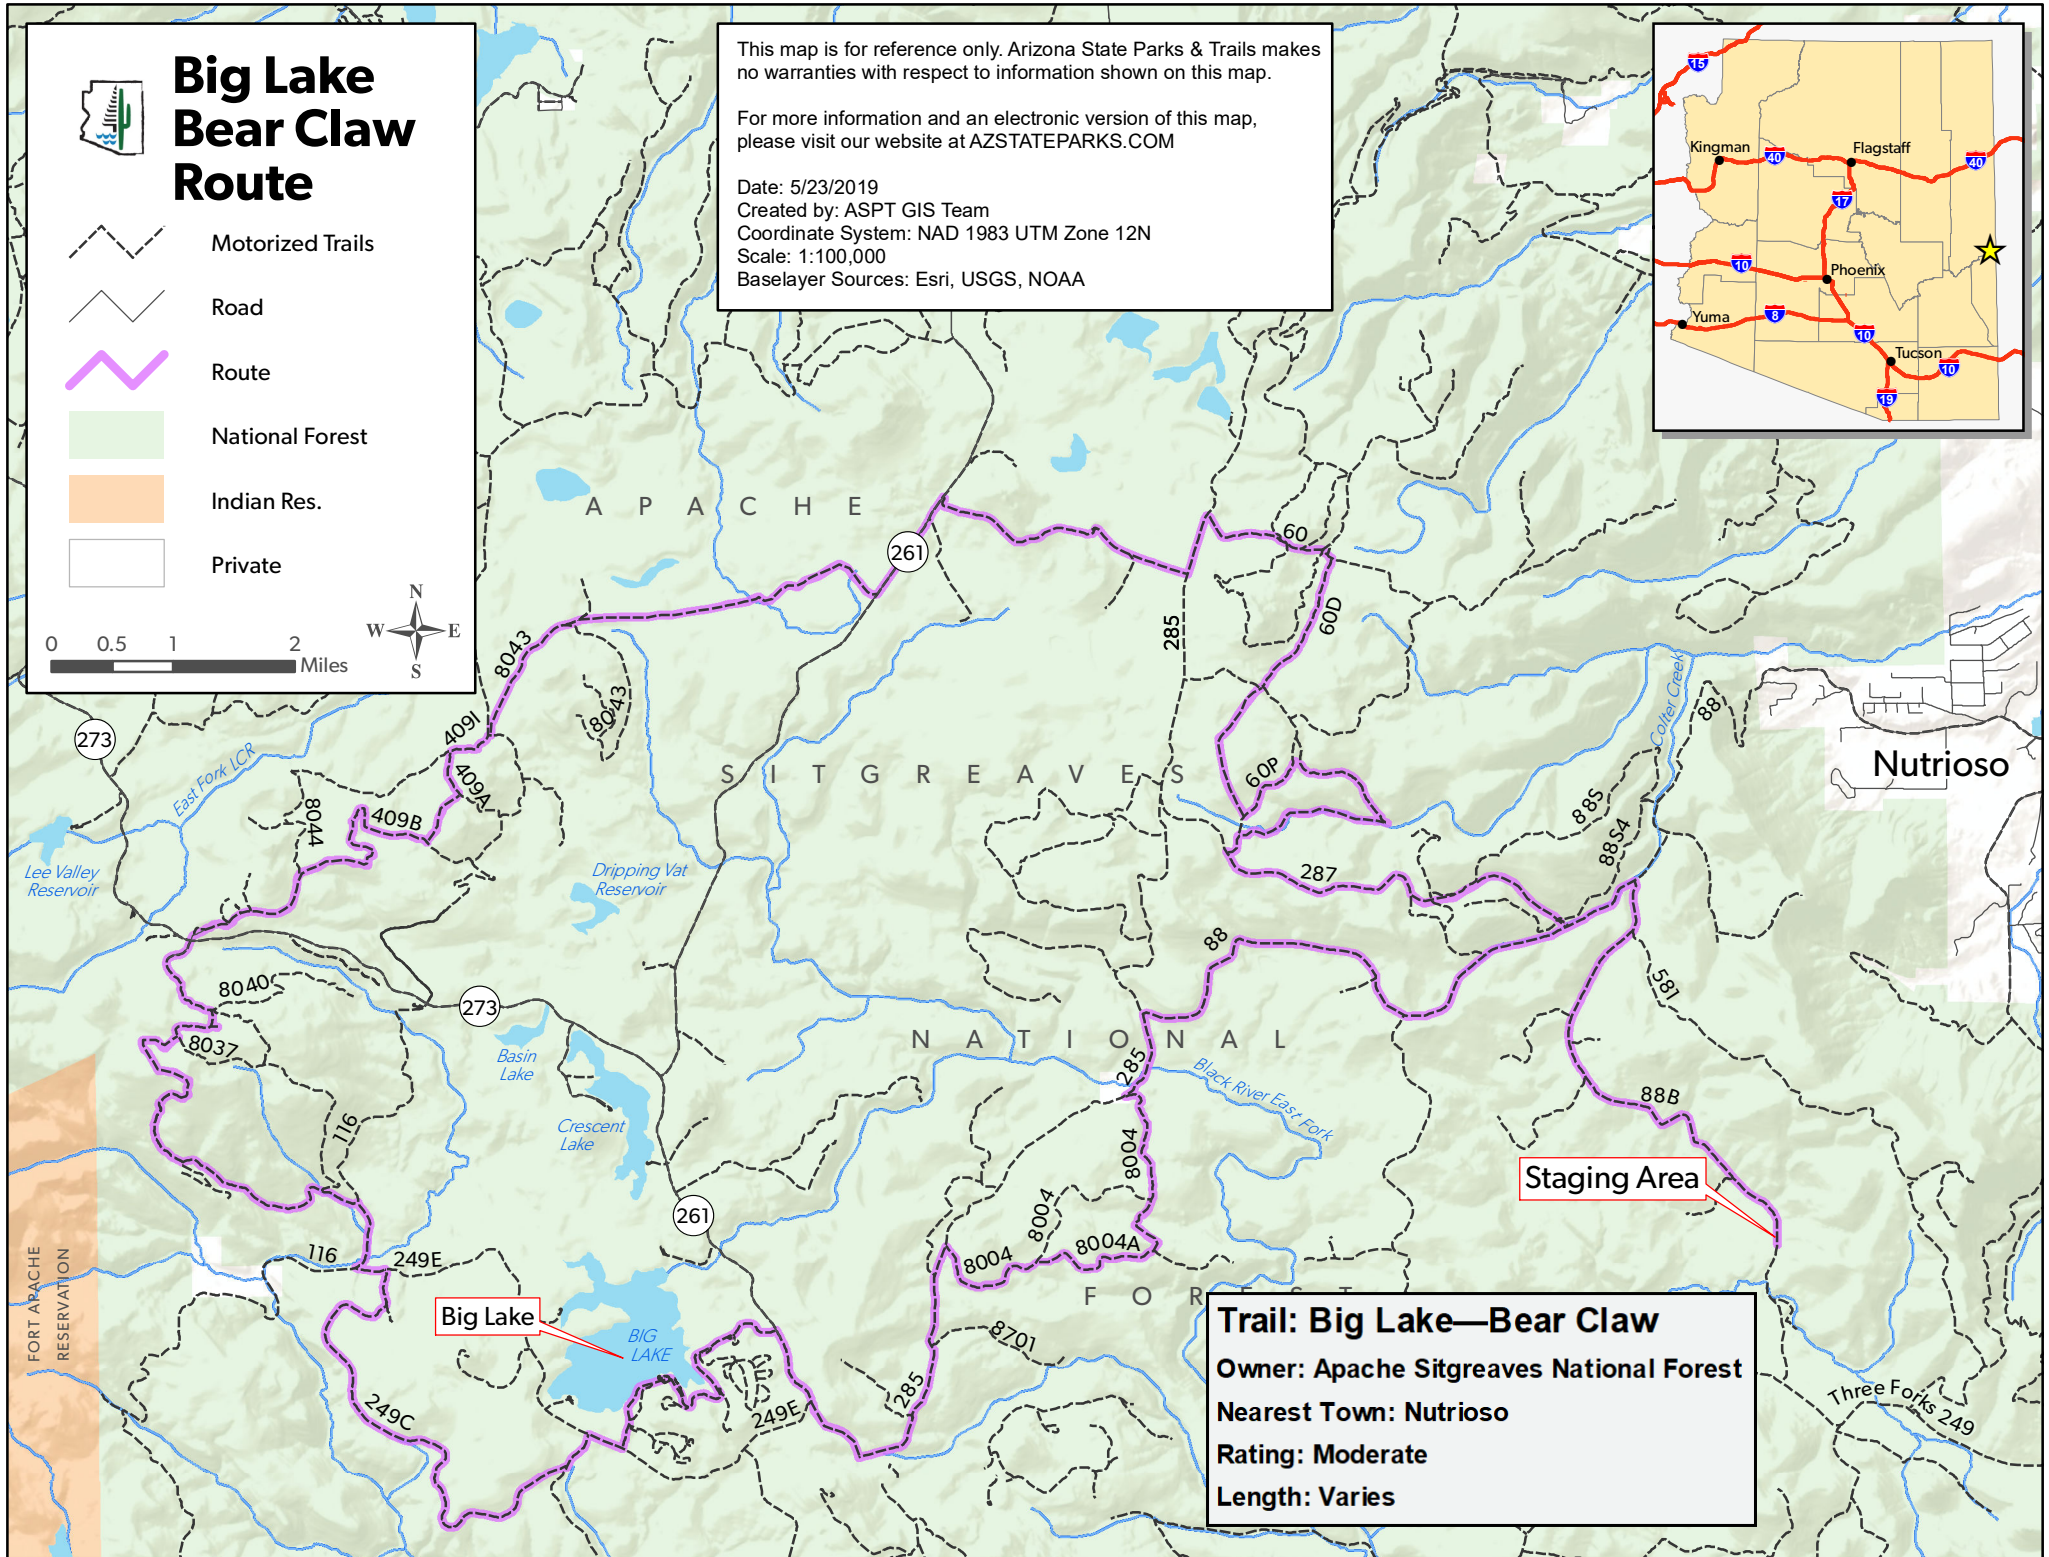 Big Lake
Bear Claw
Route
Motorized Trails
Road
Route
National Forest
Indian Res.
Private
N
W E
S
0 0.5 1 2
Miles
This map is for reference only. Arizona State Parks & Trails makes
no warranties with respect to information shown on this map.
For more information and an electronic version of this map,
please visit our website at AZSTATEPARKS.COM
Date: 5/23/2019
Created by: ASPT GIS Team
Coordinate System: NAD 1983 UTM Zone 12N
Scale: 1:100,000
Baselayer Sources: Esri, USGS, NOAA
15
Kingman
40
Flagstaff
40
17
10
Phoenix
Yuma
8
10
Tucson
10
19
APACHE
261
60
60D
285
8043
8043
409I
273
East Fork LCR
409A
409B
8044
Lee Valley
Reservoir
SITGREAVES
Dripping Vat
Reservoir
60P
287
Colter Creek
88
88S
88S4
Nutrioso
88
581
8040
273
8037
Basin
Lake
NATIONAL
285
Black River East Fork
116
Crescent
Lake
8004
88B
Staging Area
261
8004
8004A
8004
116
249E
FORT APACHE
RESERVATION
FOREST
Big Lake
BIG
LAKE
8701
285
249C
249E
Three Forks 249
Trail: Big Lake—Bear Claw
Owner: Apache Sitgreaves National Forest
Nearest Town: Nutrioso
Rating: Moderate
Length: Varies